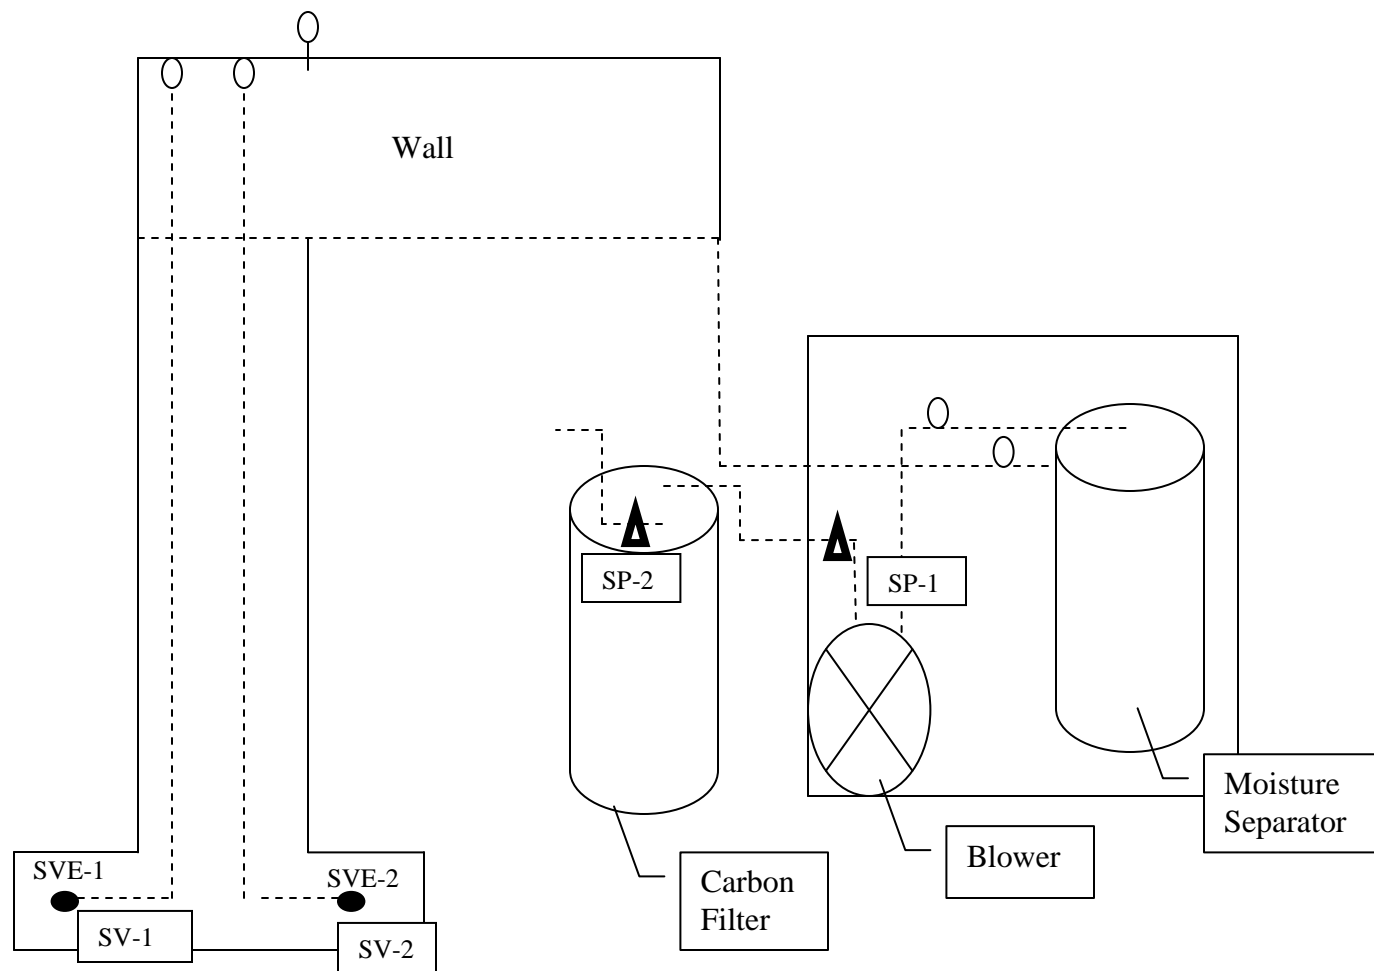 Wall
SP-2
SP-1
Moisture
Separator
Blower
Carbon
Filter
SVE-1
SVE-2
SV-1
SV-2